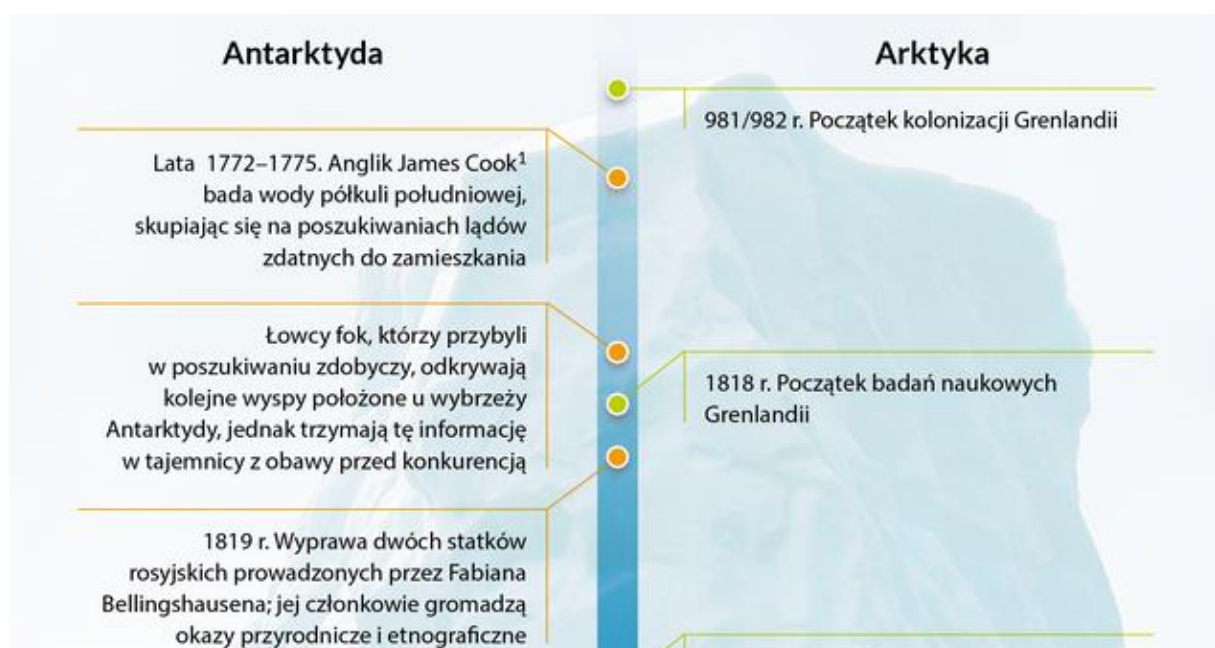 Antarktyda
Lata 1772–1775. Anglik James Cook¹
bada wody półkuli południowej,
skupiając się na poszukiwaniach lądów
zdatnych do zamieszkania
Łowcy fok, którzy przybyli
w poszukiwaniu zdobyczy, odkrywają
kolejne wyspy położone u wybrzeży
Antarktydy, jednak trzymają tę informację
w tajemnicy z obawy przed konkurencją
1819 r. Wyprawa dwóch statków
rosyjskich prowadzonych przez Fabiana
Bellingshausena; jej członkowie gromadzą
okazy przyrodnicze i etnograficzne
Arktyka
981/982 r. Początek kolonizacji Grenlandii
1818 r. Początek badań naukowych
Grenlandii